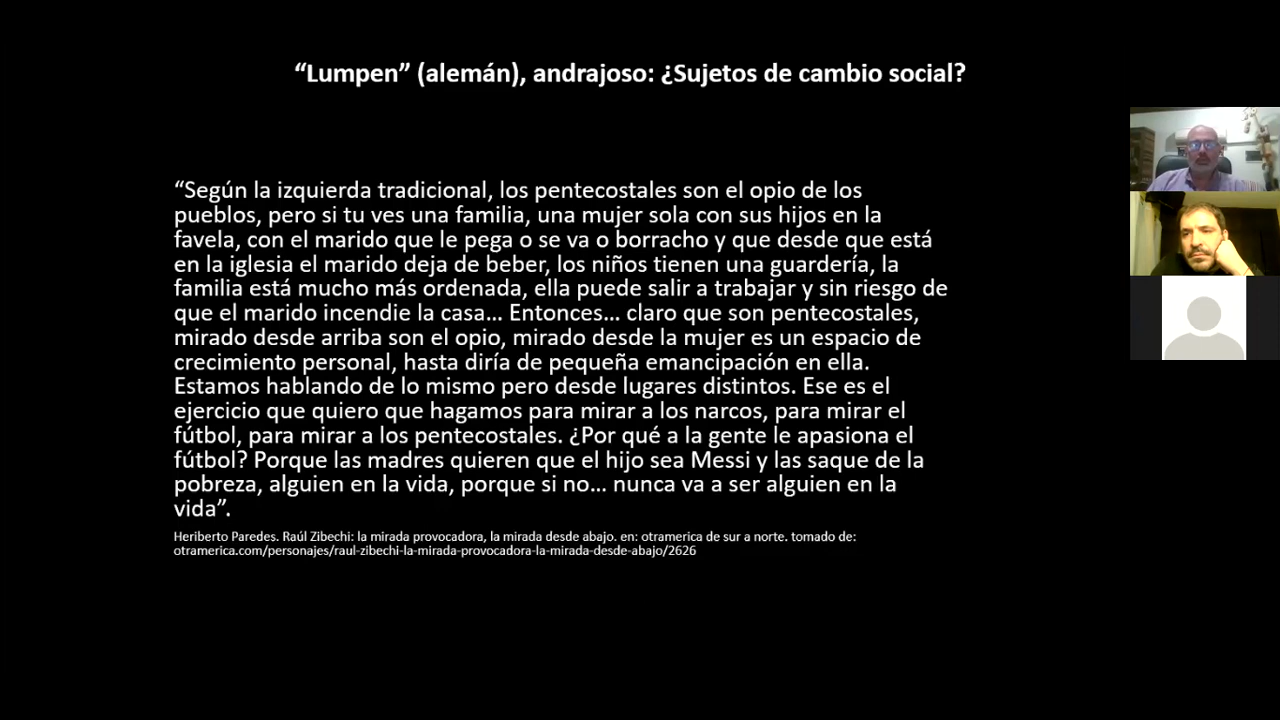 “Lumpen” (alemán), andrajoso: ¿Sujetos de cambio social?
“Según la izquierda tradicional, los pentecostales son el opio de los
pueblos, pero si tu ves una familia, una mujer sola con sus hijos en la
favela, con el marido que le pega o se va o borracho y que desde que está
en la iglesia el marido deja de beber, los niños tienen una guardería, la
familia está mucho más ordenada, ella puede salir a trabajar y sin riesgo de
que el marido incendie la casa… Entonces… claro que son pentecostales,
mirado desde arriba son el opio, mirado desde la mujer es un espacio de
crecimiento personal, hasta diría de pequeña emancipación en ella.
Estamos hablando de lo mismo pero desde lugares distintos. Ese es el
ejercicio que quiero que hagamos para mirar a los narcos, para mirar el
fútbol, para mirar a los pentecostales. ¿Por qué a la gente le apasiona el
fútbol? Porque las madres quieren que el hijo sea Messi y las saque de la
pobreza, alguien en la vida, porque si no… nunca va a ser alguien en la
vida”.
Heriberto Paredes. Raúl Zibechi: la mirada provocadora, la mirada desde abajo. en: otramerica de sur a norte. tomado de:
otramerica.com/personajes/raul-zibechi-la-mirada-provocadora-la-mirada-desde-abajo/2626